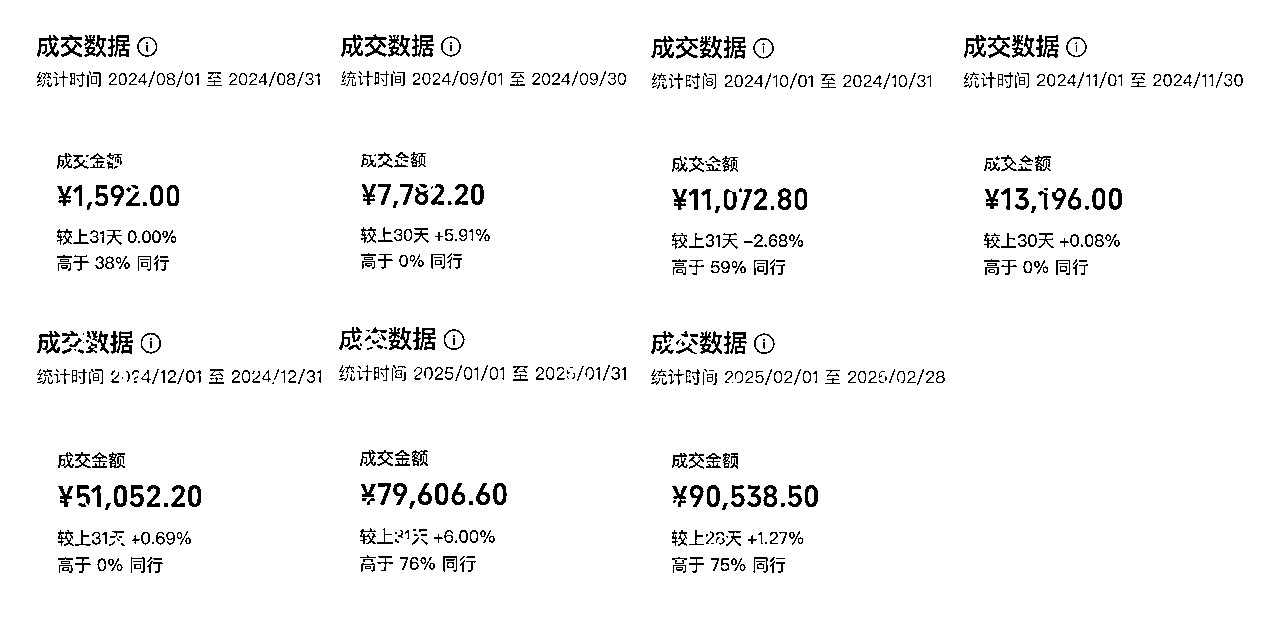 成交数据
统计时间 2024/08/01 至 2024/08/31
成交金额
¥1,592.00
较上31天 0.00%
高于 38% 同行
成交数据
统计时间 2024/09/01 至 2024/09/30
成交金额
¥7,782.20
较上30天 +5.91%
高于 0% 同行
成交数据
统计时间 2024/10/01 至 2024/10/31
成交金额
¥11,072.80
较上31天 -2.68%
高于 59% 同行
成交数据
统计时间 2024/11/01 至 2024/11/30
成交金额
¥13,196.00
较上30天 +0.08%
高于 0% 同行
成交数据
统计时间 2024/12/01 至 2024/12/31
成交金额
¥51,052.20
较上31天 +0.69%
高于 0% 同行
成交数据
统计时间 2025/01/01 至 2025/01/31
成交金额
¥79,606.60
较上31天 +6.00%
高于 76% 同行
成交数据
统计时间 2025/02/01 至 2025/02/28
成交金额
¥90,538.50
较上28天 +1.27%
高于 75% 同行